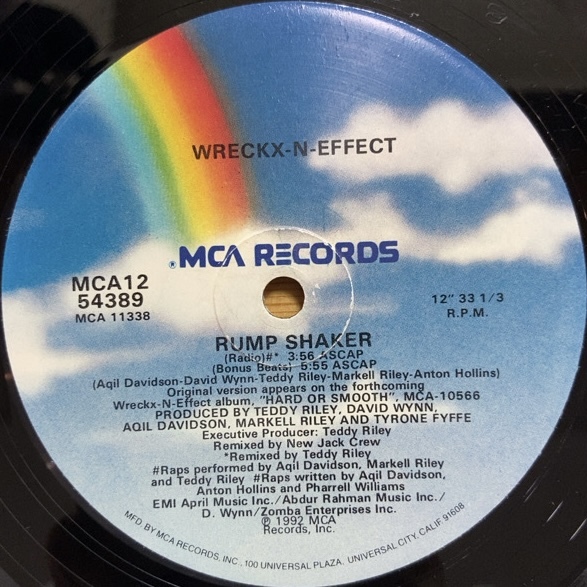 WRECKX-N-EFFECT
MCA RECORDS
MCA12
54389
MCA 11338
12" 33 1/3
R.P.M.
RUMP SHAKER
(Radio)#* 3:56 ASCAP
(Bonus Beats) 5:55 ASCAP
(Aqil Davidson-David Wynn-Teddy Riley-Markell Riley-Anton Hollins)
Original version appears on the forthcoming
Wreckx-N-Effect album, "HARD OR SMOOTH", MCA-10566
PRODUCED BY TEDDY RILEY, DAVID WYNN,
AQIL DAVIDSON, MARKELL RILEY AND TYRONE FYFFE
Executive Producer: Teddy Riley
Remixed by New Jack Crew
*Remixed by Teddy Riley
#Raps performed by Aqil Davidson, Markell Riley
and Teddy Riley #Raps written by Aqil Davidson,
Anton Hollins and Pharrell Williams
EMI April Music Inc./Abdur Rahman Music Inc./
D. Wynn/Zomba Enterprises Inc.
℗ 1992 MCA
Records, Inc.
MFD BY MCA RECORDS, INC., 100 UNIVERSAL PLAZA, UNIVERSAL CITY, CALIF. 91608